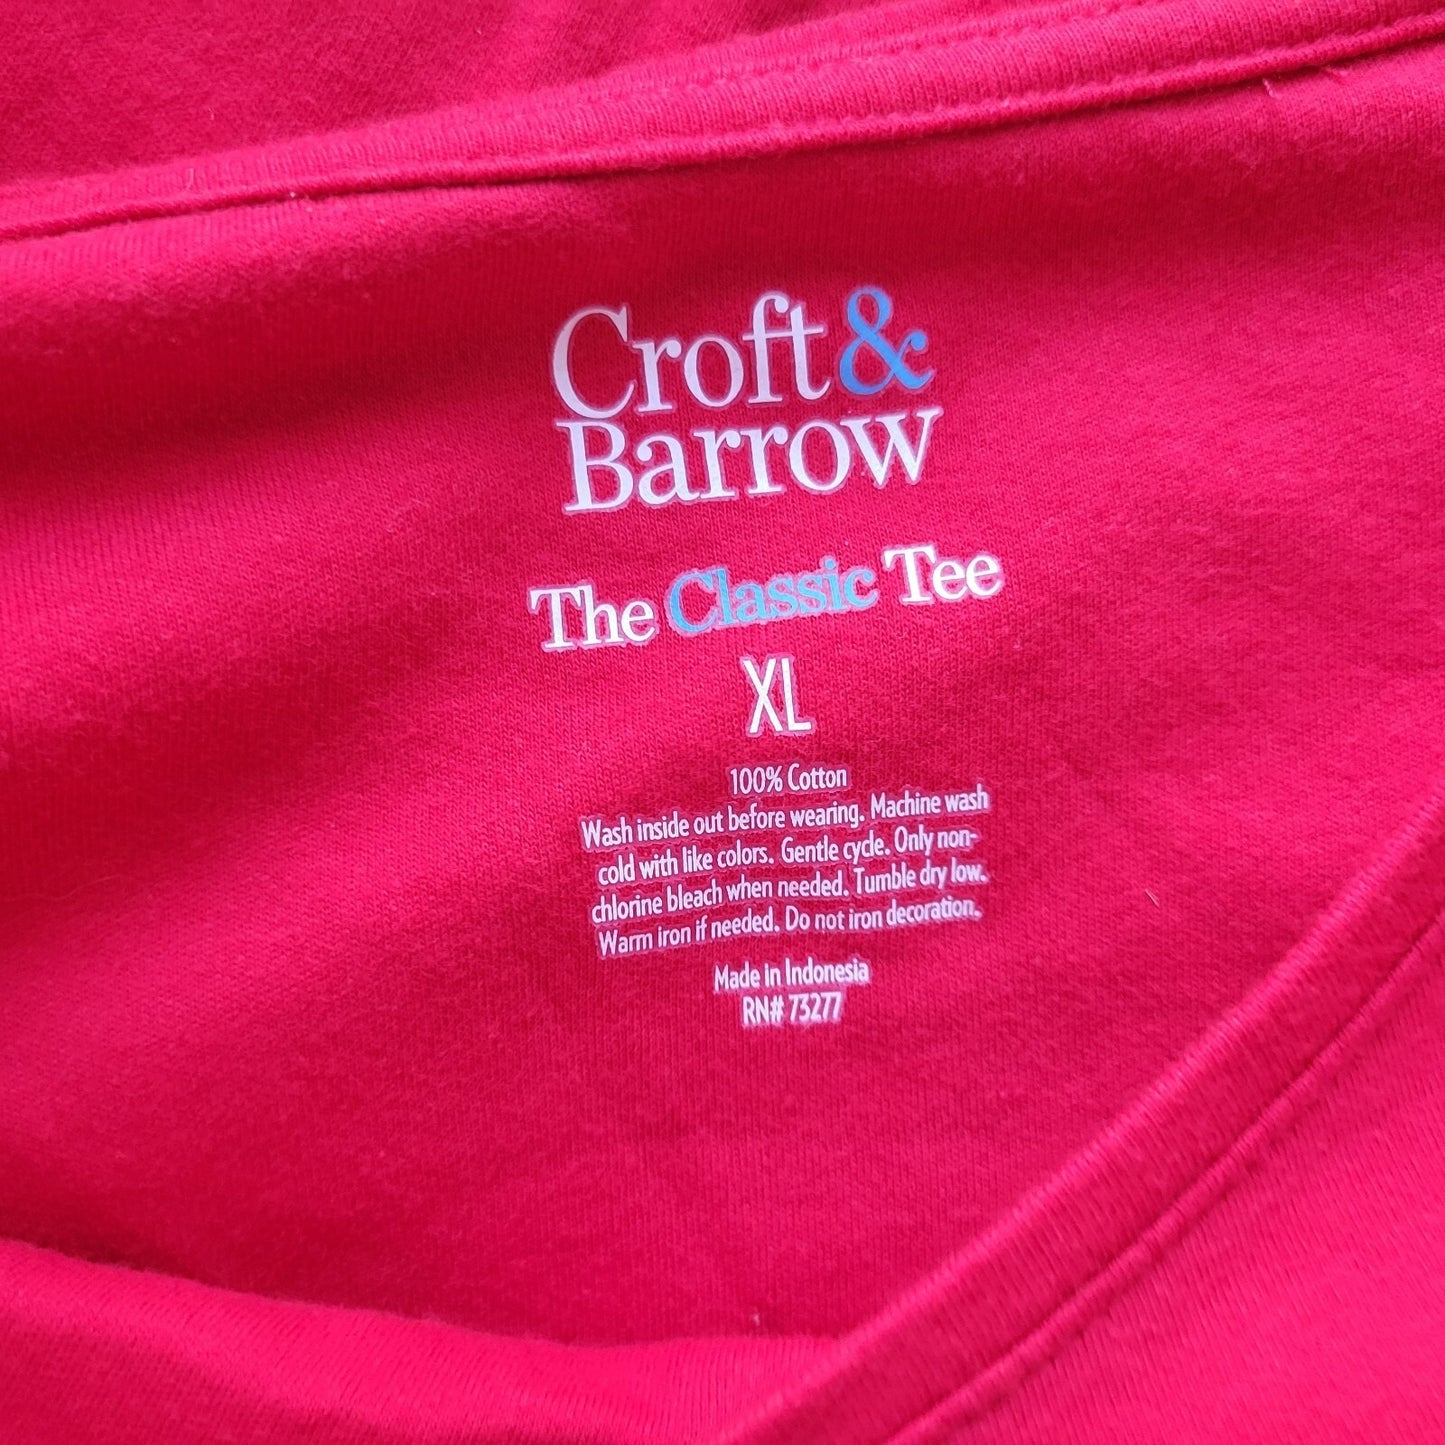 Croft &
Barrow
The Classic Tee
XL
100% Cotton
Wash inside out before wearing. Machine wash
cold with like colors. Gentle cycle. Only non-
chlorine bleach when needed. Tumble dry low.
Warm iron if needed. Do not iron decoration.
Made in Indonesia
RN# 73277